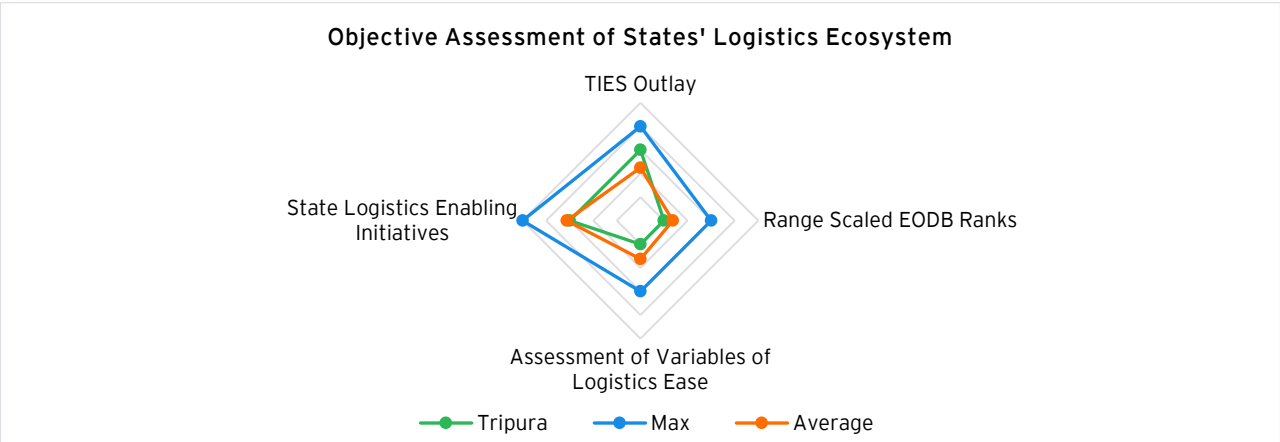 Objective Assessment of States' Logistics Ecosystem
TIES Outlay
State Logistics Enabling
Initiatives
Range Scaled EODB Ranks
Assessment of Variables of
Logistics Ease
Tripura
Max
Average